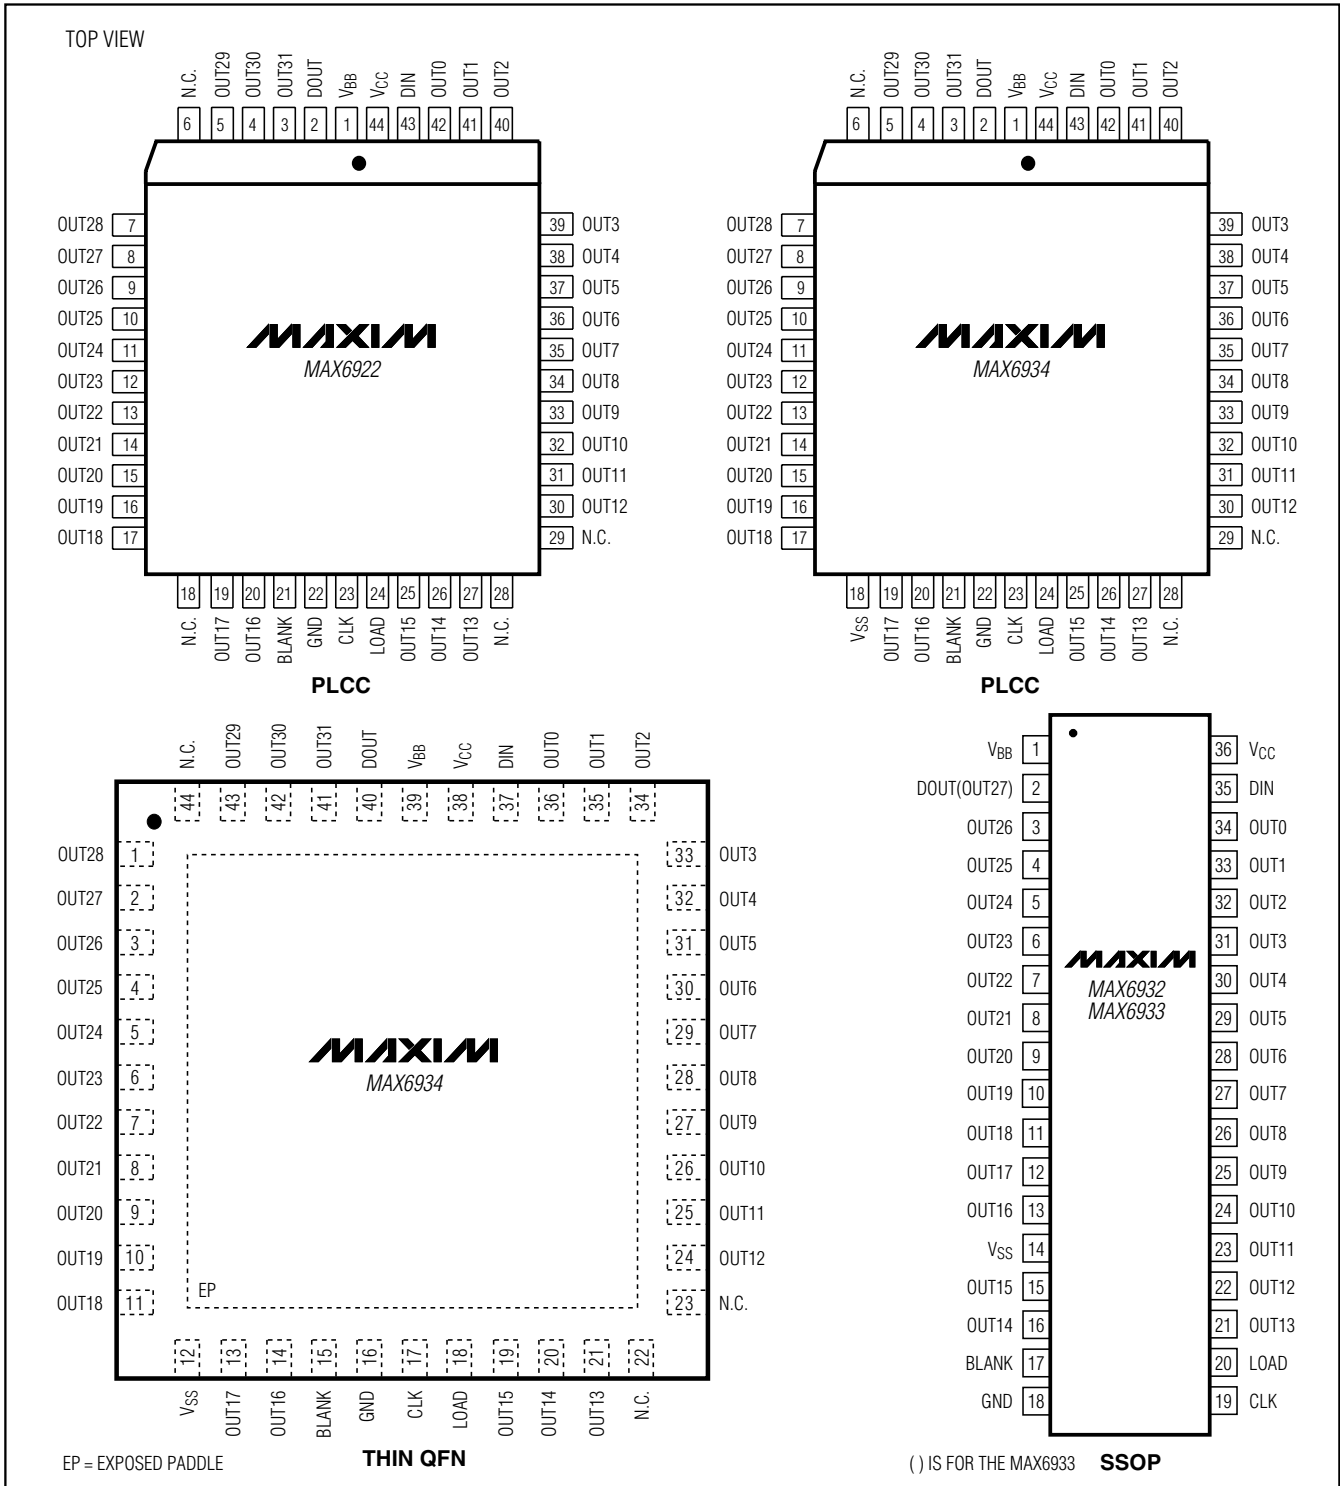 TOP VIEW
N.C. OUT29 OUT30 OUT31 DOUT VBB VCC DIN OUT0 OUT1 OUT2
6 5 4 3 2 1 44 43 42 41 40
OUT28 7 39 OUT3
OUT27 8 38 OUT4
OUT26 9 37 OUT5
OUT25 10 36 OUT6
OUT24 11 35 OUT7
OUT23 12 34 OUT8
OUT22 13 33 OUT9
OUT21 14 32 OUT10
OUT20 15 31 OUT11
OUT19 16 30 OUT12
OUT18 17 29 N.C.
MAXIM
MAX6922
18 19 20 21 22 23 24 25 26 27 28
N.C. OUT17 OUT16 BLANK GND CLK LOAD OUT15 OUT14 OUT13 N.C.
PLCC
N.C. OUT29 OUT30 OUT31 DOUT VBB VCC DIN OUT0 OUT1 OUT2
6 5 4 3 2 1 44 43 42 41 40
OUT28 7 39 OUT3
OUT27 8 38 OUT4
OUT26 9 37 OUT5
OUT25 10 36 OUT6
OUT24 11 35 OUT7
OUT23 12 34 OUT8
OUT22 13 33 OUT9
OUT21 14 32 OUT10
OUT20 15 31 OUT11
OUT19 16 30 OUT12
OUT18 17 29 N.C.
MAXIM
MAX6934
18 19 20 21 22 23 24 25 26 27 28
VSS OUT17 OUT16 BLANK GND CLK LOAD OUT15 OUT14 OUT13 N.C.
PLCC
N.C. OUT29 OUT30 OUT31 DOUT VBB VCC DIN OUT0 OUT1 OUT2
44 43 42 41 40 39 38 37 36 35 34
OUT28 1 33 OUT3
OUT27 2 32 OUT4
OUT26 3 31 OUT5
OUT25 4 30 OUT6
OUT24 5 29 OUT7
OUT23 6 28 OUT8
OUT22 7 27 OUT9
OUT21 8 26 OUT10
OUT20 9 25 OUT11
OUT19 10 24 OUT12
OUT18 11 23 N.C.
MAXIM
MAX6934
EP
12 13 14 15 16 17 18 19 20 21 22
VSS OUT17 OUT16 BLANK GND CLK LOAD OUT15 OUT14 OUT13 N.C.
EP = EXPOSED PADDLE
THIN QFN
VBB 1 36 VCC
DOUT(OUT27) 2 35 DIN
OUT26 3 34 OUT0
OUT25 4 33 OUT1
OUT24 5 32 OUT2
OUT23 6 31 OUT3
OUT22 7 30 OUT4
OUT21 8 29 OUT5
OUT20 9 28 OUT6
OUT19 10 27 OUT7
OUT18 11 26 OUT8
OUT17 12 25 OUT9
OUT16 13 24 OUT10
VSS 14 23 OUT11
OUT15 15 22 OUT12
OUT14 16 21 OUT13
BLANK 17 20 LOAD
GND 18 19 CLK
MAXIM
MAX6932
MAX6933
( ) IS FOR THE MAX6933
SSOP